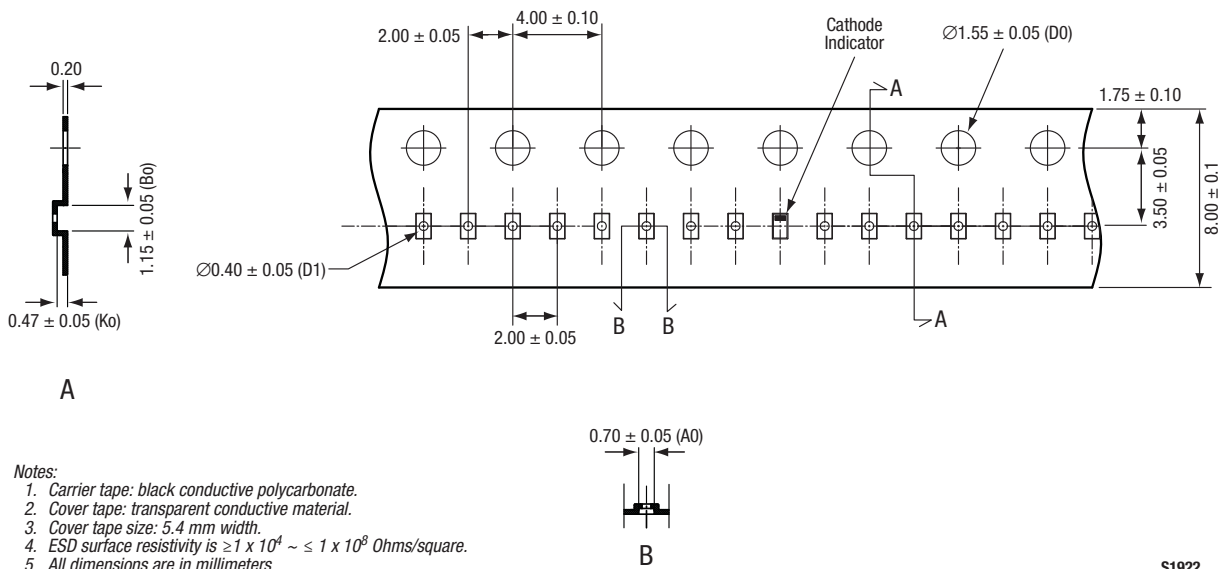 4.00 ± 0.10
2.00 ± 0.05
Cathode
Indicator
∅1.55 ± 0.05 (D0)
0.20
A
1.75 ± 0.10
1.15 ± 0.05 (Bo)
3.50 ± 0.05
8.00 ± 0.1
∅0.40 ± 0.05 (D1)
0.47 ± 0.05 (Ko)
B
B
A
2.00 ± 0.05
A
0.70 ± 0.05 (A0)
B
Notes:
1. Carrier tape: black conductive polycarbonate.
2. Cover tape: transparent conductive material.
3. Cover tape size: 5.4 mm width.
4. ESD surface resistivity is ≥1 x 10⁴ ~ ≤ 1 x 10⁸ Ohms/square.
5. All dimensions are in millimeters
S1922